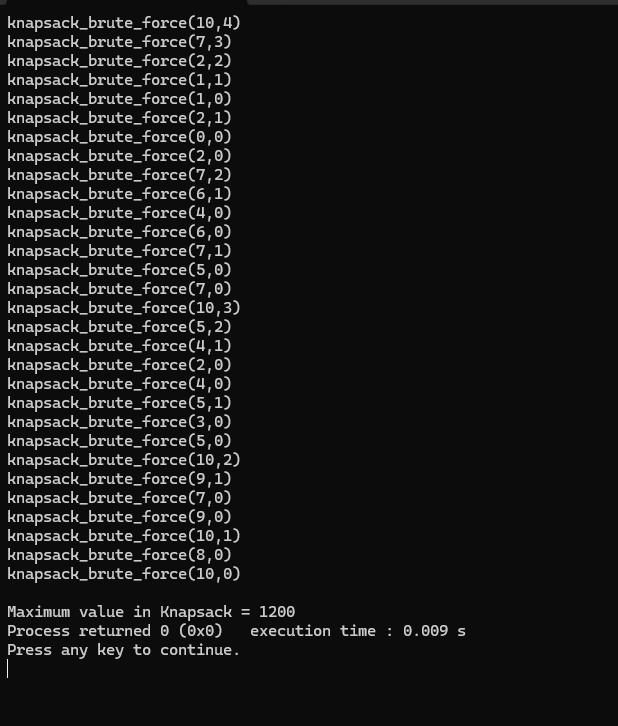 knapsack_brute_force(10,4)
knapsack_brute_force(7,3)
knapsack_brute_force(2,2)
knapsack_brute_force(1,1)
knapsack_brute_force(1,0)
knapsack_brute_force(2,1)
knapsack_brute_force(0,0)
knapsack_brute_force(2,0)
knapsack_brute_force(7,2)
knapsack_brute_force(6,1)
knapsack_brute_force(4,0)
knapsack_brute_force(6,0)
knapsack_brute_force(7,1)
knapsack_brute_force(5,0)
knapsack_brute_force(7,0)
knapsack_brute_force(10,3)
knapsack_brute_force(5,2)
knapsack_brute_force(4,1)
knapsack_brute_force(2,0)
knapsack_brute_force(4,0)
knapsack_brute_force(5,1)
knapsack_brute_force(3,0)
knapsack_brute_force(5,0)
knapsack_brute_force(10,2)
knapsack_brute_force(9,1)
knapsack_brute_force(7,0)
knapsack_brute_force(9,0)
knapsack_brute_force(10,1)
knapsack_brute_force(8,0)
knapsack_brute_force(10,0)
Maximum value in Knapsack = 1200
Process returned 0 (0x0)   execution time : 0.009 s
Press any key to continue.